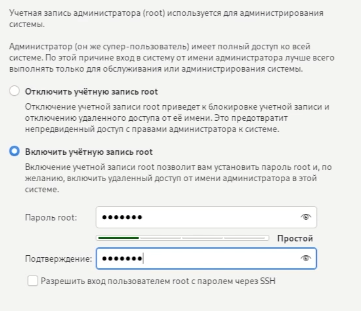 Учетная запись администратора (root) используется для администрирования
системы.
Администратор (он же супер-пользователь) имеет полный доступ ко всей
системе. По этой причине вход в систему от имени администратора лучше всего
выполнять только для обслуживания или администрирования системы.
Отключить учётную запись root
Отключение учетной записи root приведет к блокировке учетной записи и
отключению удаленного доступа от её имени. Это предотвратит
непредвиденный доступ с правами администратора к системе.
Включить учётную запись root
Включение учетной записи root позволит вам установить пароль root и, по
желанию, включить удаленный доступ от имени администратора в этой
системе.
Пароль root: •••••••
Простой
Подтверждение: •••••••
Разрешить вход пользователем root с паролем через SSH